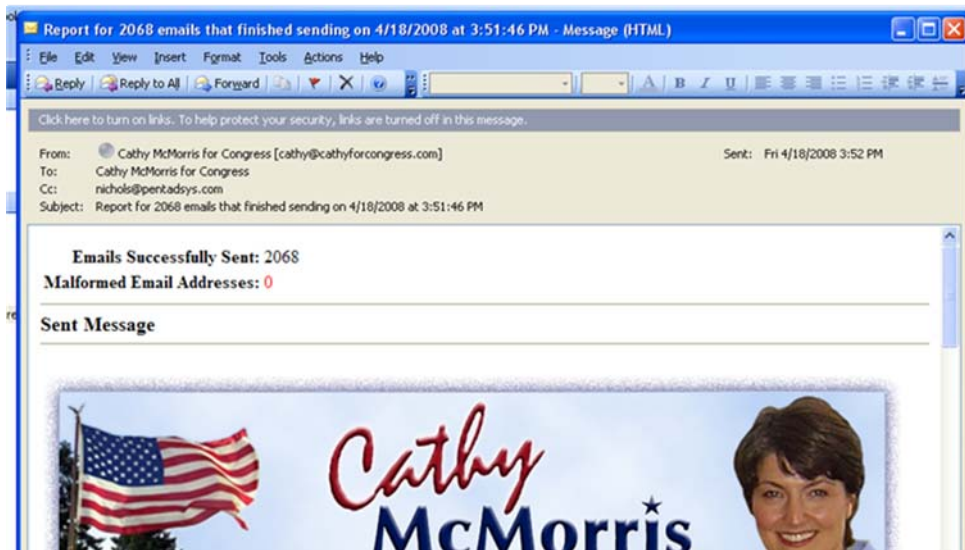 Report for 2068 emails that finished sending on 4/18/2008 at 3:51:46 PM - Message (HTML)
File Edit View Insert Format Tools Actions Help
Reply Reply to All Forward A B I U
Click here to turn on links. To help protect your security, links are turned off in this message.
From: Cathy McMorris for Congress [cathy@cathyforcongress.com] Sent: Fri 4/18/2008 3:52 PM
To: Cathy McMorris for Congress
Cc: nichols@pentadsys.com
Subject: Report for 2068 emails that finished sending on 4/18/2008 at 3:51:46 PM
Emails Successfully Sent: 2068
Malformed Email Addresses: 0
Sent Message
Cathy
McMorris